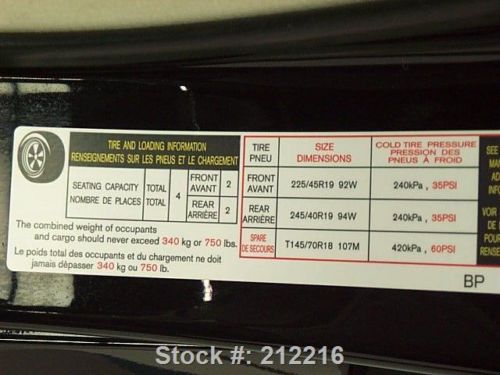 TIRE AND LOADING INFORMATION
RENSEIGNEMENTS SUR LES PNEUS ET LE CHARGEMENT
SEATING CAPACITY TOTAL 4 FRONT 2
NOMBRE DE PLACES TOTAL AVANT
REAR 2
ARRIÈRE
The combined weight of occupants
and cargo should never exceed 340 kg or 750 lbs.
Le poids total des occupants et du chargement ne doit
jamais dépasser 340 kg ou 750 lb.
TIRE SIZE COLD TIRE PRESSURE
PNEU DIMENSIONS PRESSION DES
PNEUS À FROID
FRONT 225/45R19 92W 240kPa , 35PSI
AVANT
REAR 245/40R19 94W 240kPa , 35PSI
ARRIÈRE
SPARE T145/70R18 107M 420kPa , 60PSI
DE SECOURS
SEE
VOIR
POUR
BP
Stock #: 212216